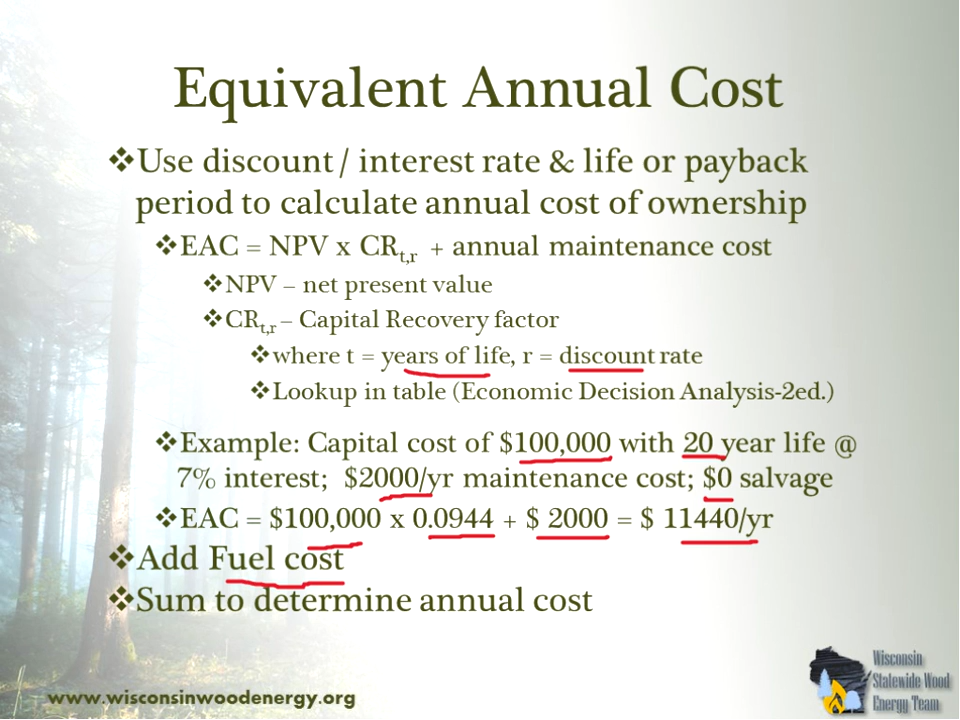 Equivalent Annual Cost
❖Use discount / interest rate & life or payback
period to calculate annual cost of ownership
❖EAC = NPV x CRt,r + annual maintenance cost
❖NPV – net present value
❖CRt,r – Capital Recovery factor
❖where t = years of life, r = discount rate
❖Lookup in table (Economic Decision Analysis-2ed.)
❖Example: Capital cost of $100,000 with 20 year life @
7% interest; $2000/yr maintenance cost; $0 salvage
❖EAC = $100,000 x 0.0944 + $ 2000 = $ 11440/yr
❖Add Fuel cost
❖Sum to determine annual cost
www.wisconsinwoodenergy.org
Wisconsin
Statewide Wood
Energy Team